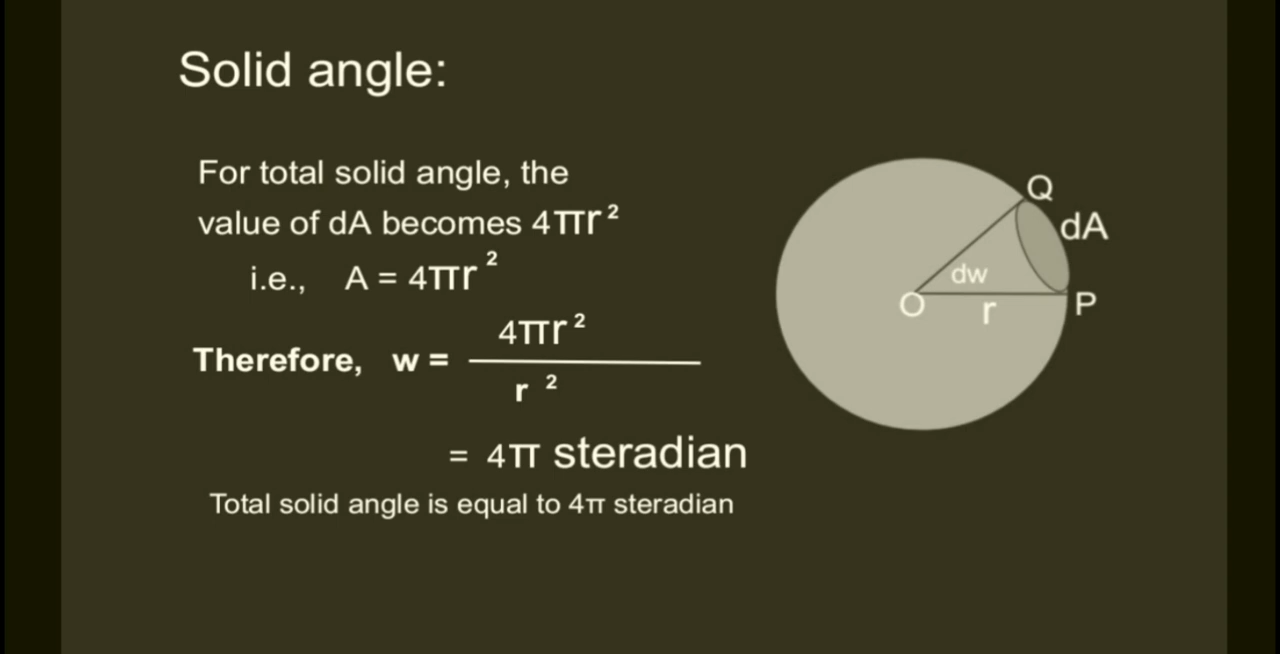 Solid angle:
For total solid angle, the
value of dA becomes 4πr²
i.e., A = 4πr²
Therefore, w = 4πr² / r²
= 4π steradian
Total solid angle is equal to 4π steradian
Q
dA
dw
O
r
P